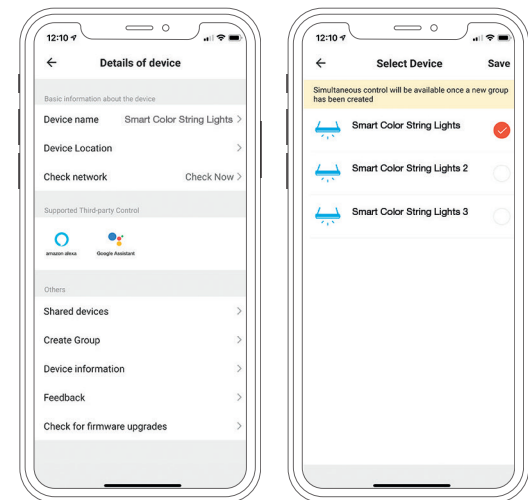 12:10
Details of device
Basic information about the device
Device name Smart Color String Lights
Device Location
Check network Check Now
Supported Third-party Control
amazon alexa Google Assistant
Others
Shared devices
Create Group
Device information
Feedback
Check for firmware upgrades
12:10
Select Device Save
Simultaneous control will be available once a new group
has been created
Smart Color String Lights
Smart Color String Lights 2
Smart Color String Lights 3